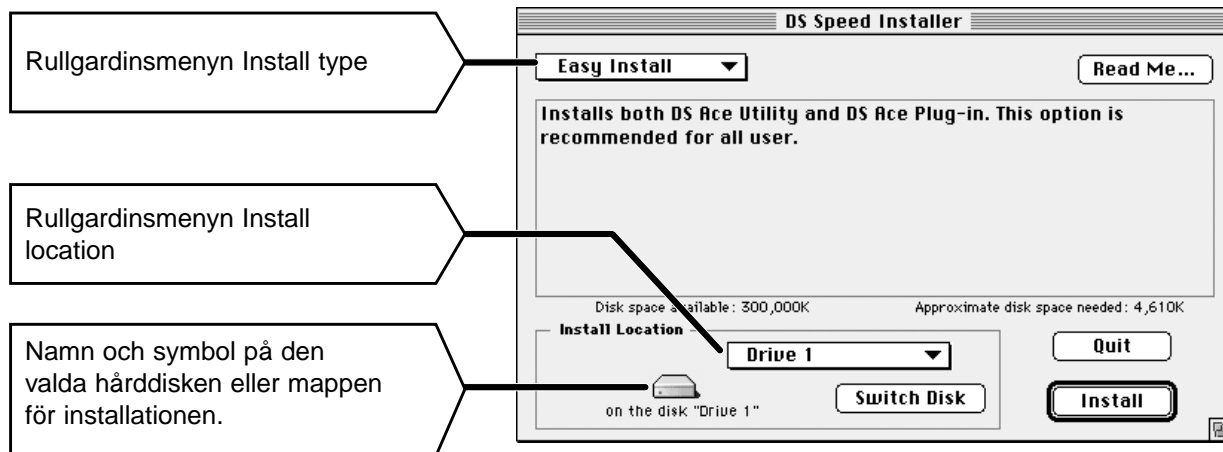 Rullgardinsmenyn Install type
Rullgardinsmenyn Install
location
Namn och symbol på den
valda hårddisken eller mappen
för installationen.
DS Speed Installer
Easy Install
Read Me...
Installs both DS Ace Utility and DS Ace Plug-in. This option is
recommended for all user.
Disk space available: 300,000K
Approximate disk space needed: 4,610K
Install Location
Drive 1
on the disk "Drive 1"
Switch Disk
Quit
Install